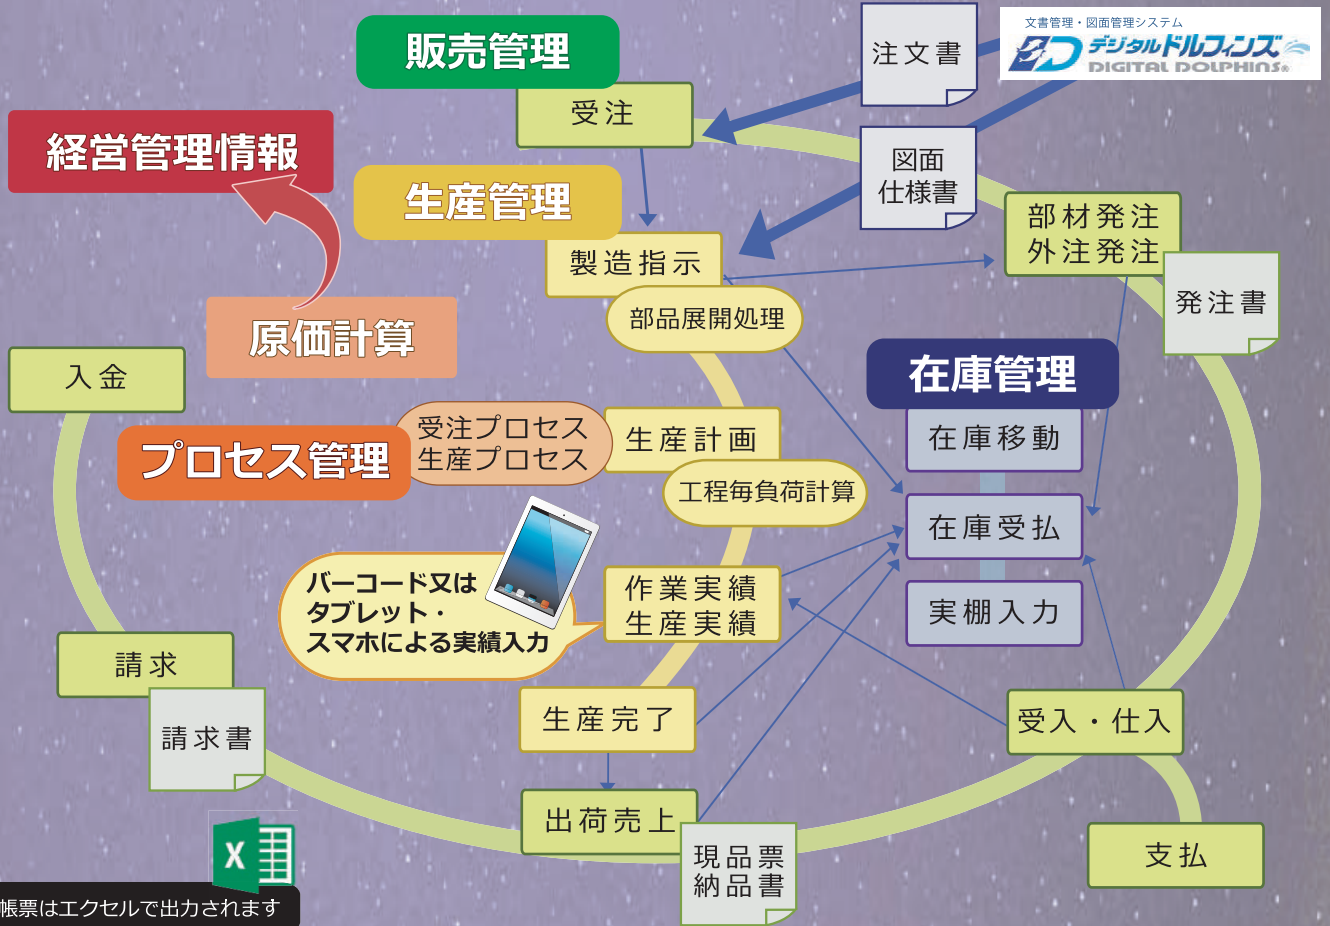 販売管理
受注
注文書
文書管理・図面管理システム
デジタルドルフィンズ
DIGITAL DOLPHINS®
経営管理情報
図面
仕様書
生産管理
製造指示
部品展開処理
部材発注
外注発注
発注書
原価計算
入金
在庫管理
在庫移動
在庫受払
実棚入力
プロセス管理
受注プロセス
生産プロセス
生産計画
工程毎負荷計算
バーコード又は
タブレット・
スマホによる実績入力
作業実績
生産実績
請求
請求書
生産完了
受入・仕入
出荷売上
現品票
納品書
支払
X
帳票はエクセルで出力されます